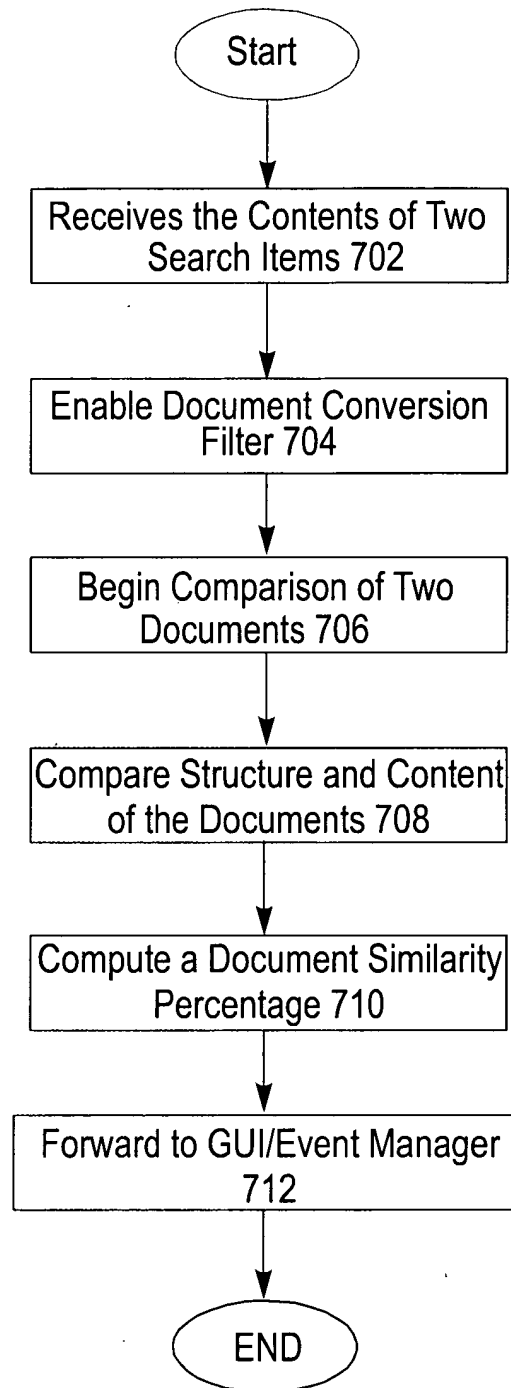 Start
Receives the Contents of Two
Search Items 702
Enable Document Conversion
Filter 704
Begin Comparison of Two
Documents 706
Compare Structure and Content
of the Documents 708
Compute a Document Similarity
Percentage 710
Forward to GUI/Event Manager
712
END